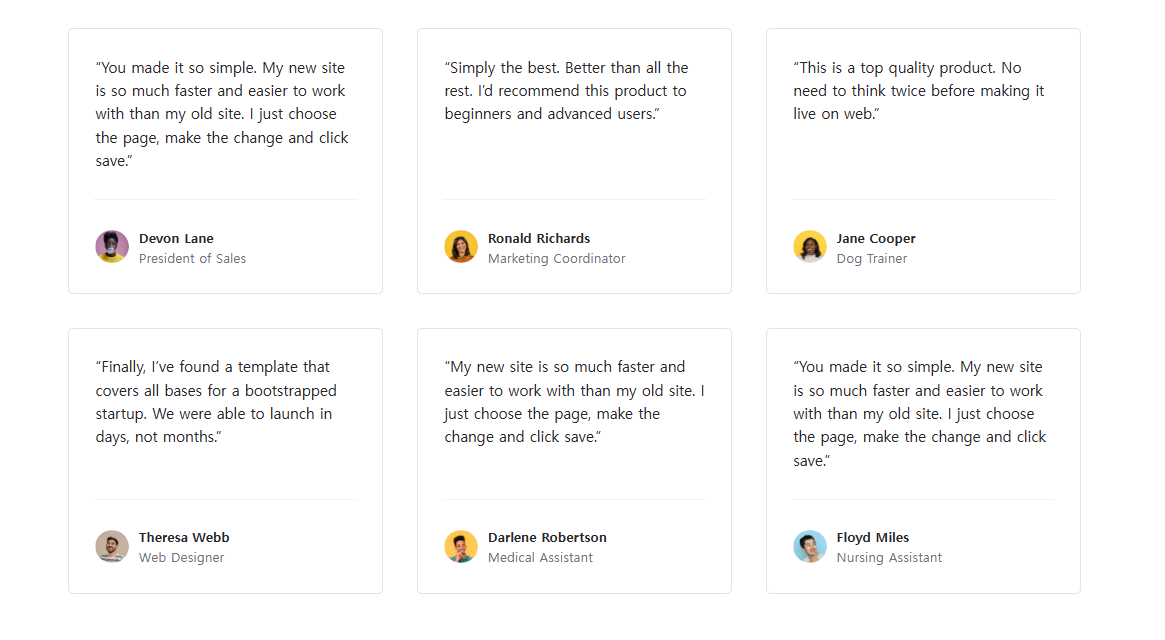 “You made it so simple. My new site
is so much faster and easier to work
with than my old site. I just choose
the page, make the change and click
save.”
Devon Lane
President of Sales
“Simply the best. Better than all the
rest. I’d recommend this product to
beginners and advanced users.”
Ronald Richards
Marketing Coordinator
“This is a top quality product. No
need to think twice before making it
live on web.”
Jane Cooper
Dog Trainer
“Finally, I’ve found a template that
covers all bases for a bootstrapped
startup. We were able to launch in
days, not months.”
Theresa Webb
Web Designer
“My new site is so much faster and
easier to work with than my old site. I
just choose the page, make the
change and click save.”
Darlene Robertson
Medical Assistant
“You made it so simple. My new site
is so much faster and easier to work
with than my old site. I just choose
the page, make the change and click
save.”
Floyd Miles
Nursing Assistant